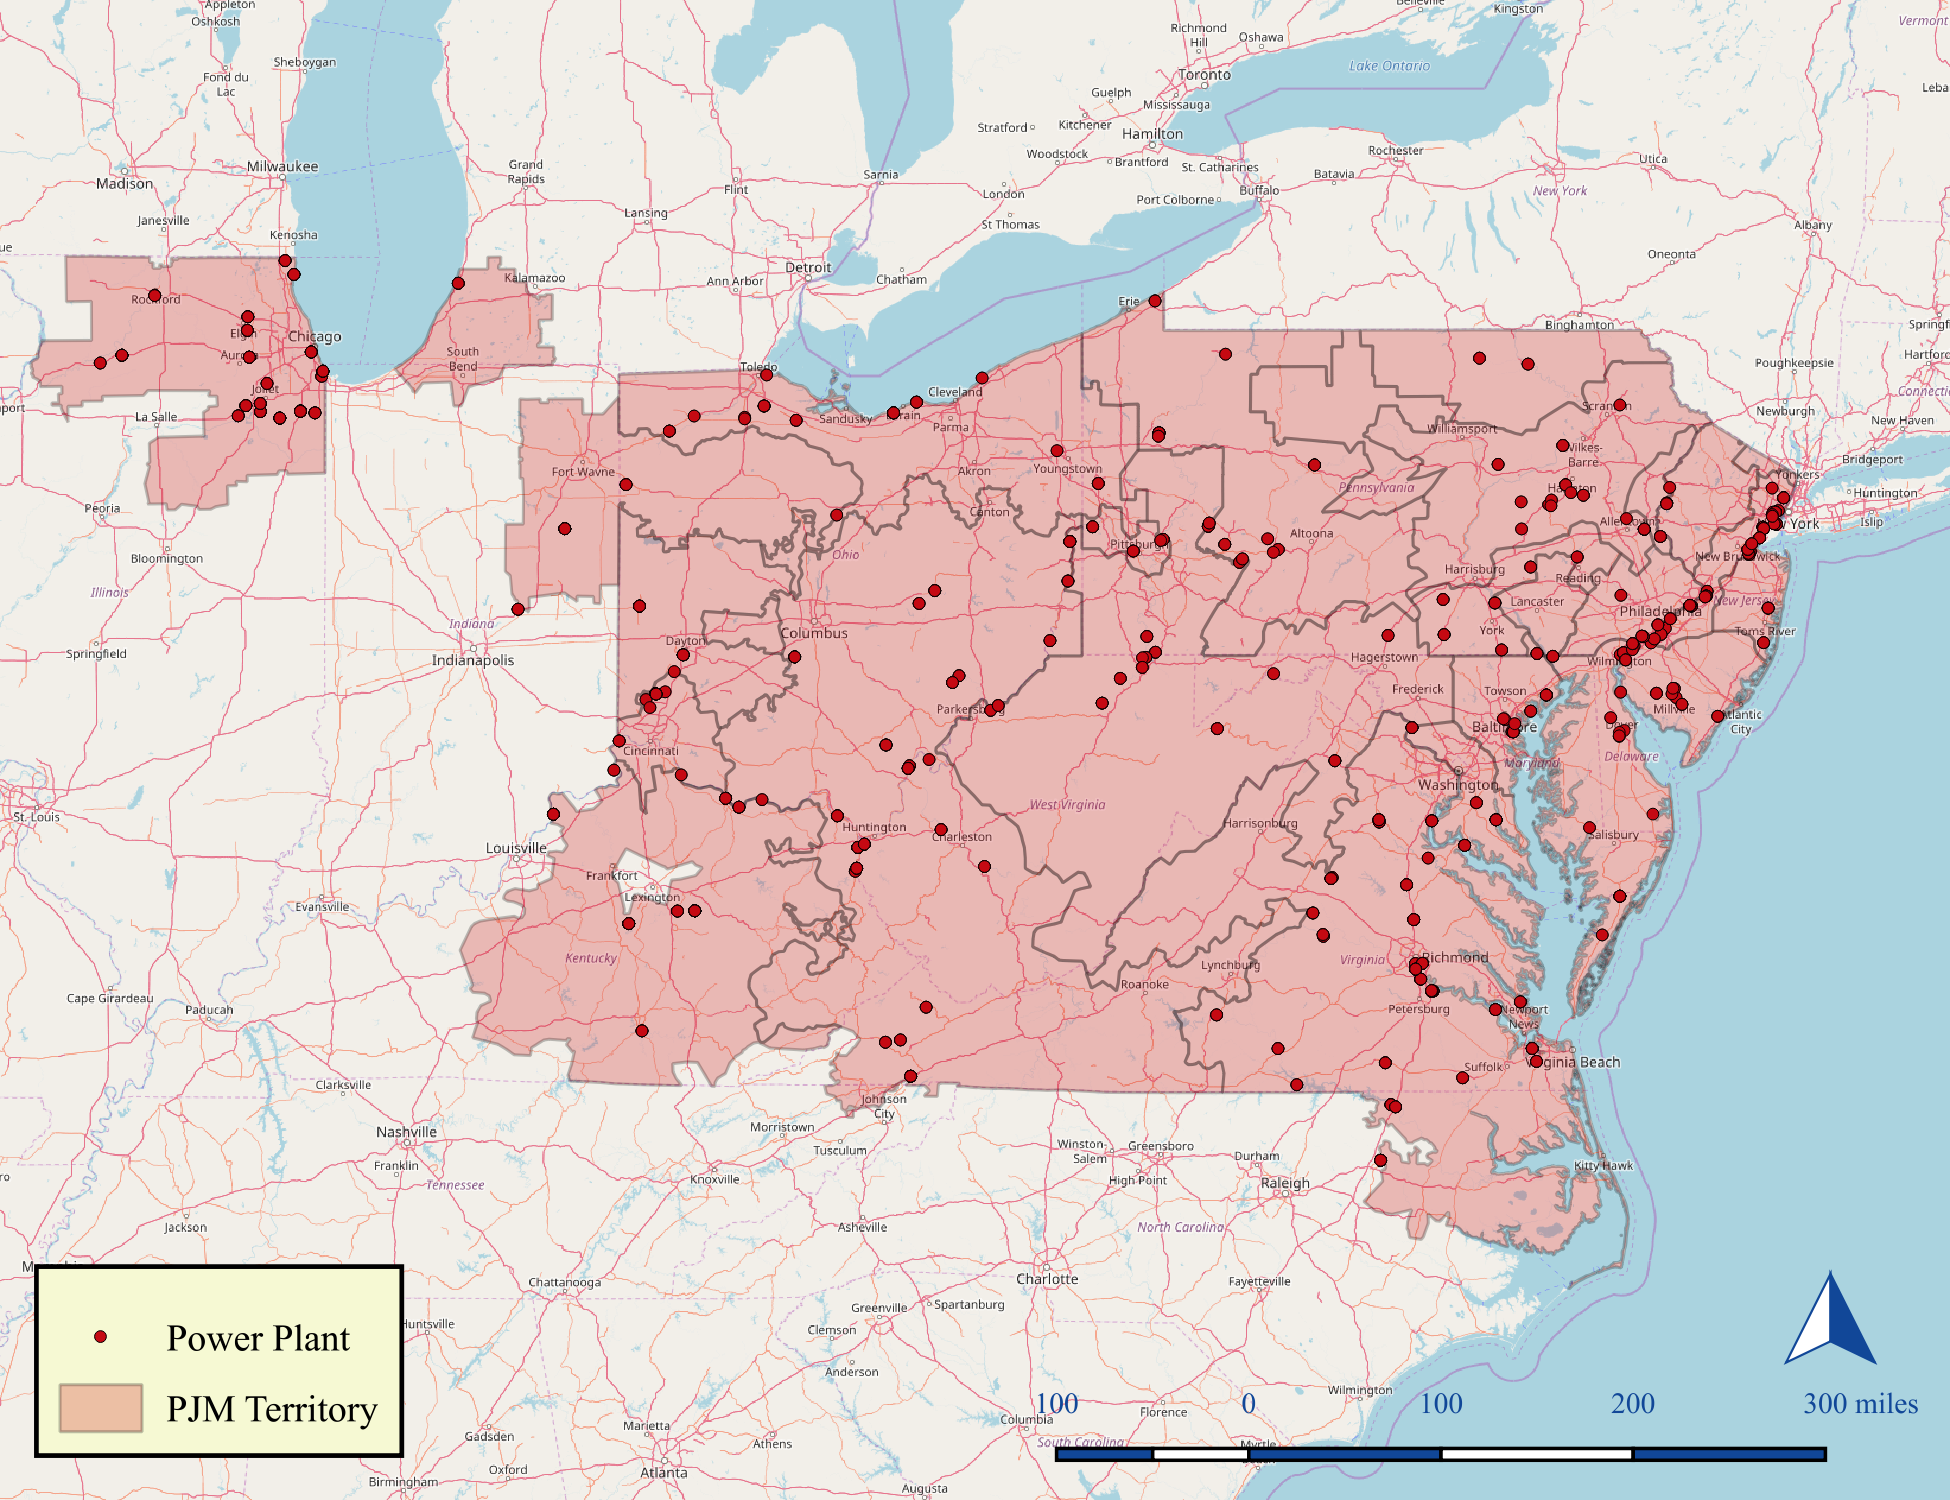 Appleton
Oshkosh
Belleville
Kingston
Vermont
Richmond
Hill
Oshawa
Sheboygan
Fond du
Lac
Lake Ontario
Toronto
Guelph
Mississauga
Kitchener
Stratford
Hamilton
Woodstock
Brantford
St. Catharines
Rochester
Utica
Milwaukee
Madison
Grand
Rapids
Flint
Sarnia
London
Port Colborne
Buffalo
Batavia
New York
Janesville
Lansing
St Thomas
Albany
Kenosha
Oneonta
Detroit
Ann Arbor
Chatham
Kalamazoo
Rockford
Erie
Binghamton
Chicago
Elgin
Aurora
South
Bend
Toledo
Poughkeepsie
Hartford
Joliet
La Salle
Cleveland
Sandusky
Lorain
Parma
Scranton
Newburgh
New Haven
Williamsport
Wilkes-
Barre
Bridgeport
Fort Wayne
Akron
Youngstown
Yonkers
Huntington
Peoria
Canton
Pennsylvania
Hazleton
Islip
New York
Allentown
Bloomington
Ohio
Pittsburgh
Altoona
New Brunswick
Harrisburg
Reading
Illinois
Lancaster
Philadelphia
New Jersey
Indiana
Columbus
York
Toms River
Springfield
Indianapolis
Dayton
Hagerstown
Wilmington
Frederick
Towson
Parkersburg
Millville
Atlantic
City
Baltimore
Dover
Cincinnati
Maryland
Delaware
Washington
St. Louis
West Virginia
Huntington
Charleston
Harrisonburg
Salisbury
Louisville
Frankfort
Lexington
Evansville
Kentucky
Lynchburg
Virginia
Richmond
Roanoke
Cape Girardeau
Paducah
Petersburg
Newport
News
Suffolk
Virginia Beach
Clarksville
Johnson
City
Nashville
Morristown
Tusculum
Winston-
Salem
Greensboro
Durham
Franklin
Knoxville
High Point
Raleigh
Kitty Hawk
Tennessee
Jackson
Asheville
North Carolina
Chattanooga
Charlotte
Fayetteville
Greenville
Spartanburg
Huntsville
Clemson
Anderson
Power Plant
PJM Territory
Wilmington
100 0 100 200 300 miles
Florence
Marietta
Columbia
Gadsden
Athens
South Carolina
Myrtle
Oxford
Atlanta
Birmingham
Augusta